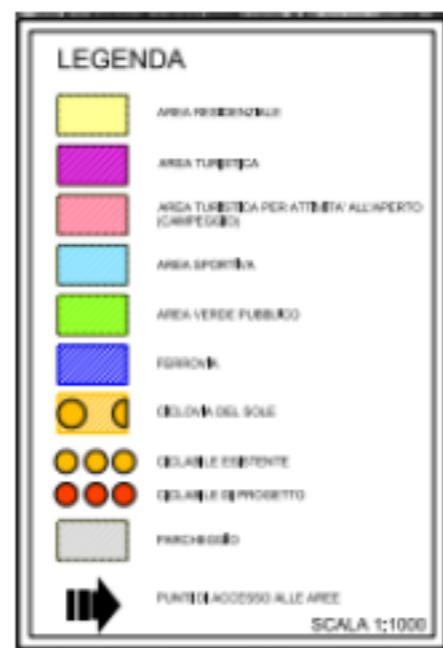 LEGENDA
AREA RESIDENZIALE
AREA TURISTICA
AREA TURISTICA PER ATTIVITA' ALL'APERTO
(CAMPEGGIO)
AREA SPORTIVA
AREA VERDE PUBBLICO
FERROVIA
CICLOVIA DEL SOLE
CICLABILE ESISTENTE
CICLABILE DI PROGETTO
PARCHEGGIO
PUNTI DI ACCESSO ALLE AREE
SCALA 1:1000